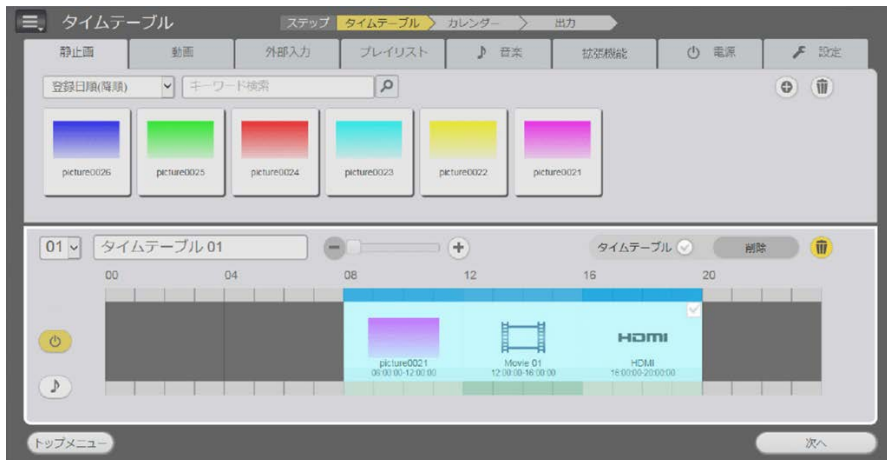 タイムテーブル
ステップ タイムテーブル カレンダー 出力
静止画 動画 外部入力 プレイリスト 音楽 拡張機能 電源 設定
登録日順(降順) キーワード検索
picture0026 picture0025 picture0024 picture0023 picture0022 picture0021
01 タイムテーブル 01 タイムテーブル 削除
00 04 08 12 16 20
HDMI
picture0021 Movie 01 HDMI
08:00:00-12:00:00 12:00:00-16:00:00 16:00:00-20:00:00
トップメニュー 次へ